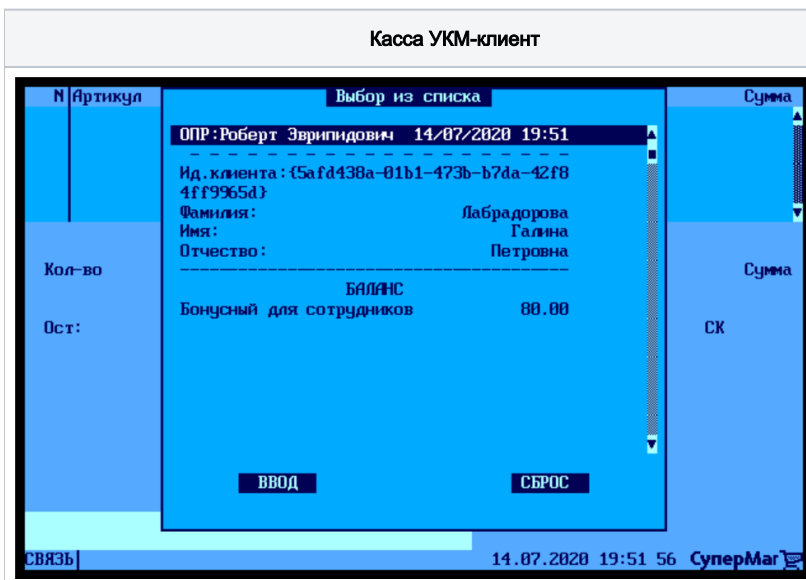 Касса УКМ-клиент
N Артикул Выбор из списка Сумма
ОПР:Роберт Эврипидович 14/07/2020 19:51
Ид.клиента:{5afd438a-01b1-473b-b7da-42f8
4ff9965d}
Фамилия: Лабрадорова
Имя: Галина
Отчество: Петровна
Кол-во Сумма
БАЛАНС
Бонусный для сотрудников 80.00
Ост: СК
ВВОД СБРОС
СВЯЗЬ 14.07.2020 19:51 56 СуперМаг